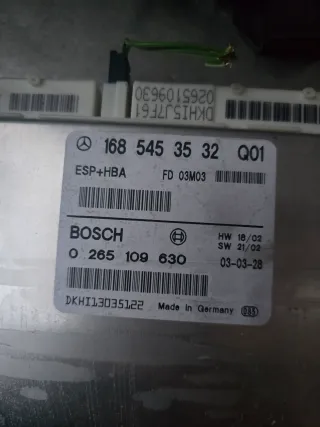 DKHI5J7F61
0265109630
168 545 35 32 Q01
ESP+HBA FD 03M03
BOSCH HW 18/02
SW 21/02
0 265 109 630 03-03-28
DKHI13035122 Made in Germany